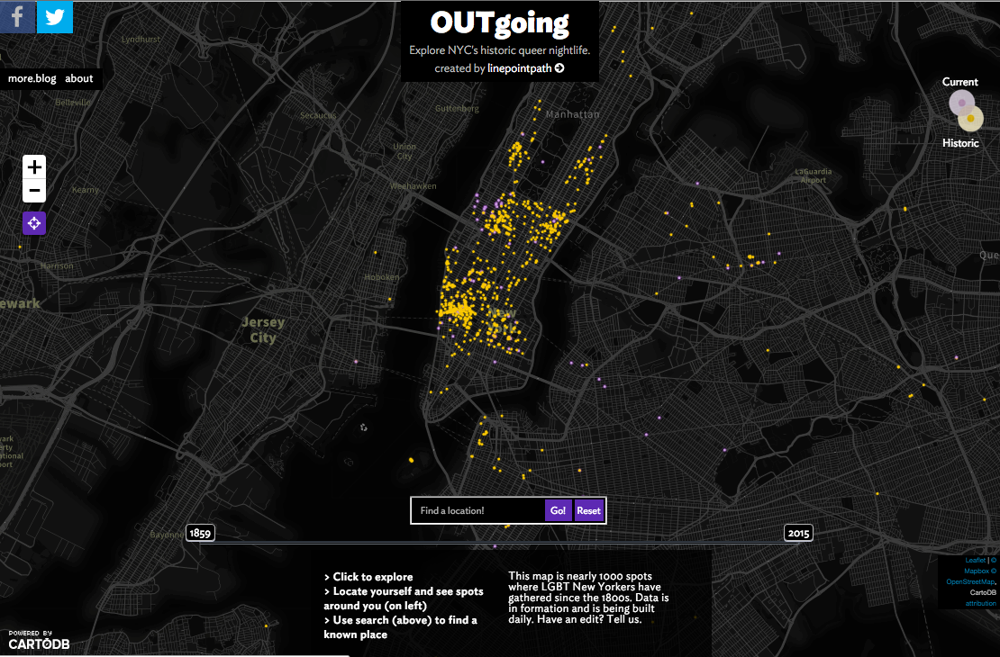 OUTgoing
Explore NYC's historic queer nightlife.
created by linepointpath
more.blog about
Current
Historic
+
−
Lyndhurst
Belleville
Secaucus
Guttenberg
Manhattan
Union
City
Weehawken
Kearny
LaGuardia
Airport
Harrison
Hoboken
Que
ewark
Jersey
City
New
York
ark
erty
ational
port
Bayonne
Find a location!
Go!
Reset
1859
2015
> Click to explore
> Locate yourself and see spots
around you (on left)
> Use search (above) to find a
known place
This map is nearly 1000 spots
where LGBT New Yorkers have
gathered since the 1800s. Data is
in formation and is being built
daily. Have an edit? Tell us.
Leaflet | ©
Mapbox ©
OpenStreetMap,
CartoDB
attribution
POWERED BY
CARTODB